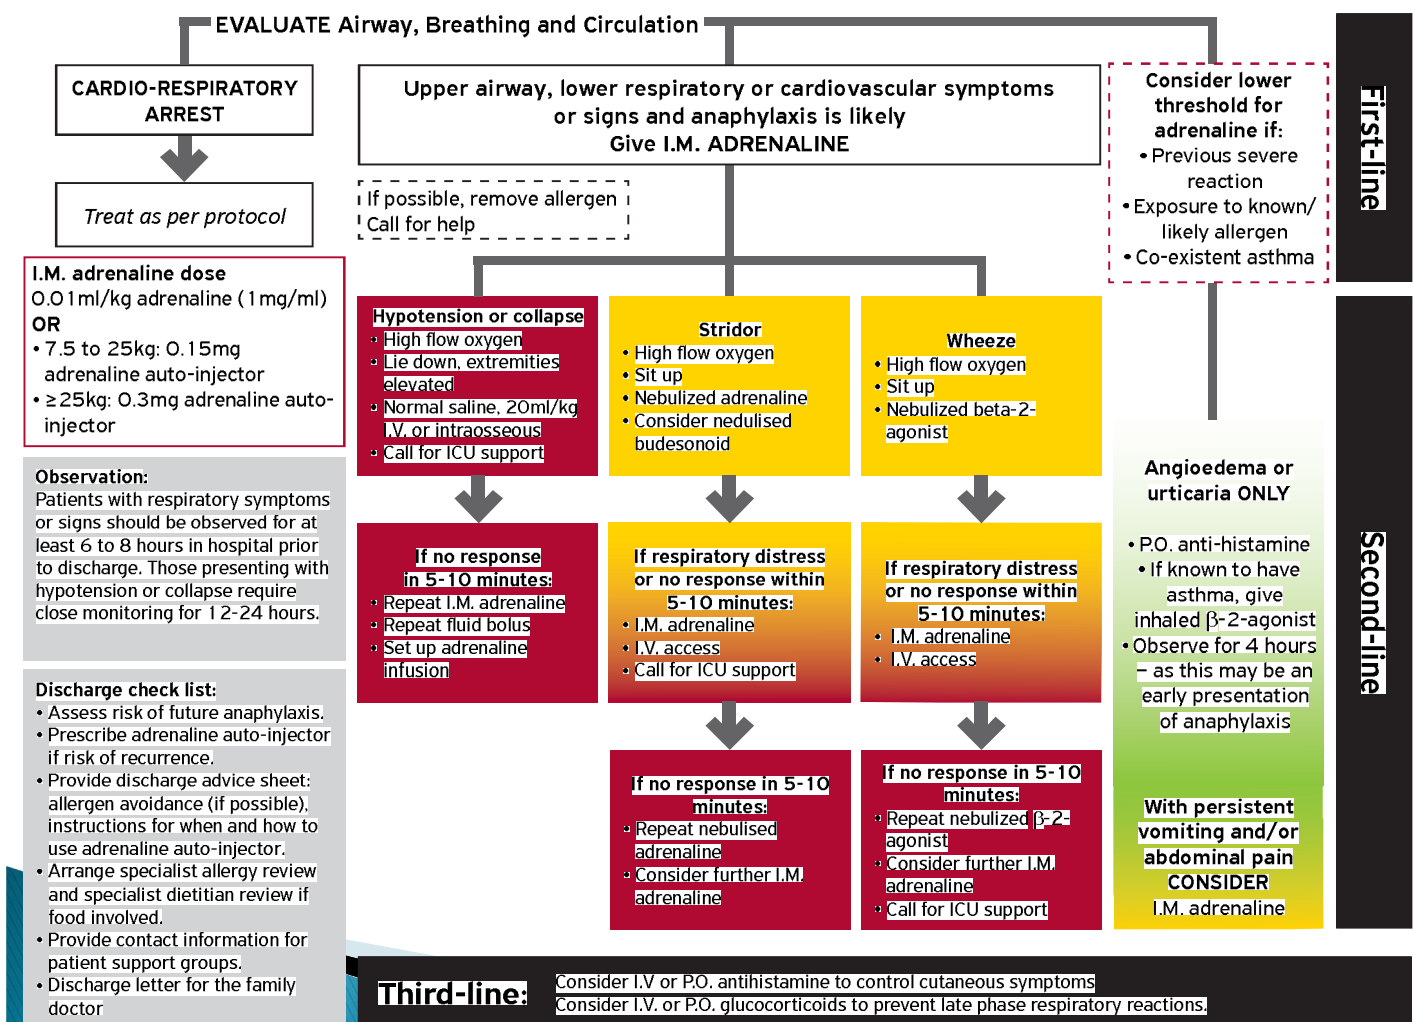 EVALUATE Airway, Breathing and Circulation
CARDIO-RESPIRATORY
ARREST
Treat as per protocol
Upper airway, lower respiratory or cardiovascular symptoms
or signs and anaphylaxis is likely
Give I.M. ADRENALINE
If possible, remove allergen
Call for help
Consider lower
threshold for
adrenaline if:
• Previous severe
reaction
• Exposure to known/
likely allergen
• Co-existent asthma
First-line
I.M. adrenaline dose
0.01ml/kg adrenaline (1mg/ml)
OR
• 7.5 to 25kg: 0.15mg
adrenaline auto-injector
• ≥25kg: 0.3mg adrenaline auto-
injector
Observation:
Patients with respiratory symptoms
or signs should be observed for at
least 6 to 8 hours in hospital prior
to discharge. Those presenting with
hypotension or collapse require
close monitoring for 12-24 hours.
Discharge check list:
• Assess risk of future anaphylaxis.
• Prescribe adrenaline auto-injector
if risk of recurrence.
• Provide discharge advice sheet:
allergen avoidance (if possible),
instructions for when and how to
use adrenaline auto-injector.
• Arrange specialist allergy review
and specialist dietitian review if
food involved.
• Provide contact information for
patient support groups.
• Discharge letter for the family
doctor
Hypotension or collapse
• High flow oxygen
• Lie down, extremities
elevated
• Normal saline, 20ml/kg
I.V. or intraosseous
• Call for ICU support
If no response
in 5-10 minutes:
• Repeat I.M. adrenaline
• Repeat fluid bolus
• Set up adrenaline
infusion
Stridor
• High flow oxygen
• Sit up
• Nebulized adrenaline
• Consider nedulised
budesonoid
If respiratory distress
or no response within
5-10 minutes:
• I.M. adrenaline
• I.V. access
• Call for ICU support
If no response in 5-10
minutes:
• Repeat nebulised
adrenaline
• Consider further I.M.
adrenaline
Wheeze
• High flow oxygen
• Sit up
• Nebulized beta-2-
agonist
If respiratory distress
or no response within
5-10 minutes:
• I.M. adrenaline
• I.V. access
If no response in 5-10
minutes:
• Repeat nebulized β-2-
agonist
• Consider further I.M.
adrenaline
• Call for ICU support
Angioedema or
urticaria ONLY
• P.O. anti-histamine
• If known to have
asthma, give
inhaled β-2-agonist
• Observe for 4 hours
– as this may be an
early presentation
of anaphylaxis
With persistent
vomiting and/or
abdominal pain
CONSIDER
I.M. adrenaline
Second-line
Third-line:
Consider I.V or P.O. antihistamine to control cutaneous symptoms
Consider I.V. or P.O. glucocorticoids to prevent late phase respiratory reactions.